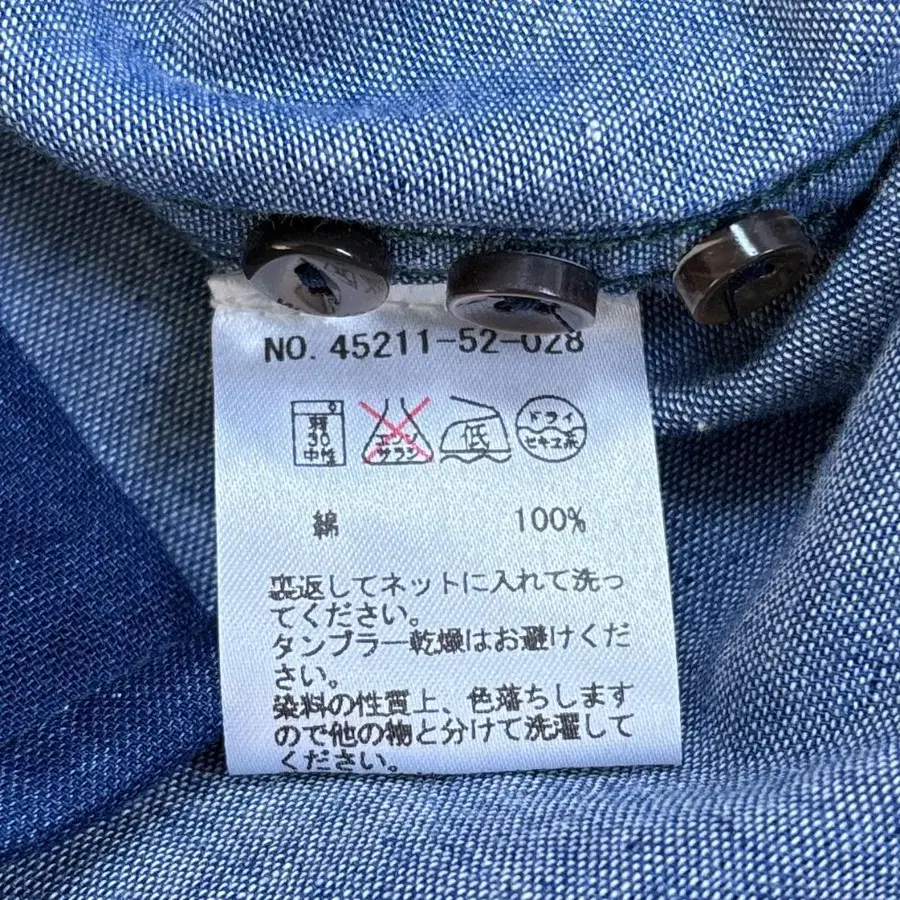 NO. 45211-52-028
弱
30
中性
エンソ
サラシ
低
ドライ
セキユ系
綿 100%
裏返してネットに入れて洗っ
てください。
タンブラー乾燥はお避けくだ
さい。
染料の性質上、色落ちします
ので他の物と分けて洗濯して
ください。